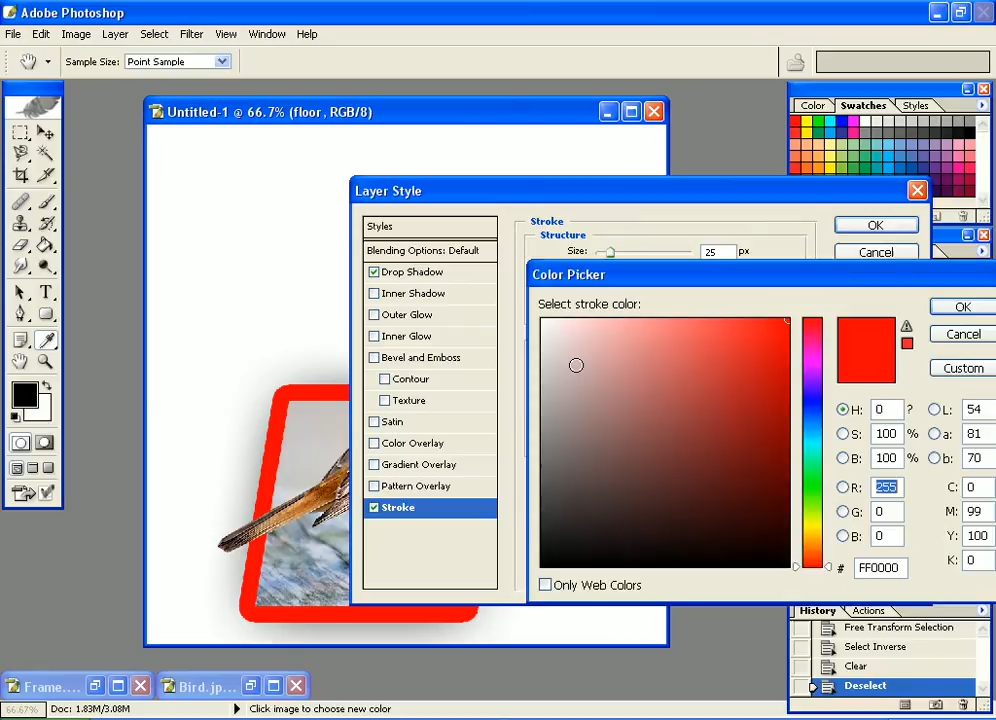 Adobe Photoshop
File Edit Image Layer Select Filter View Window Help
Sample Size: Point Sample
Untitled-1 @ 66.7% (floor, RGB/8)
Color Swatches Styles
Layer Style
Styles
Blending Options: Default
Drop Shadow
Inner Shadow
Outer Glow
Inner Glow
Bevel and Emboss
Contour
Texture
Satin
Color Overlay
Gradient Overlay
Pattern Overlay
Stroke
Stroke
Structure
Size: 25 px
OK
Cancel
Color Picker
Select stroke color:
OK
Cancel
Custom
H: 0 ? L: 54
S: 100 % a: 81
B: 100 % b: 70
R: 255 C: 0
G: 0 M: 99
B: 0 Y: 100
# FF0000 K: 0
Only Web Colors
History Actions
Free Transform Selection
Select Inverse
Clear
Deselect
Frame.... Bird.jp...
66.67% Doc: 1.83M/3.08M Click image to choose new color